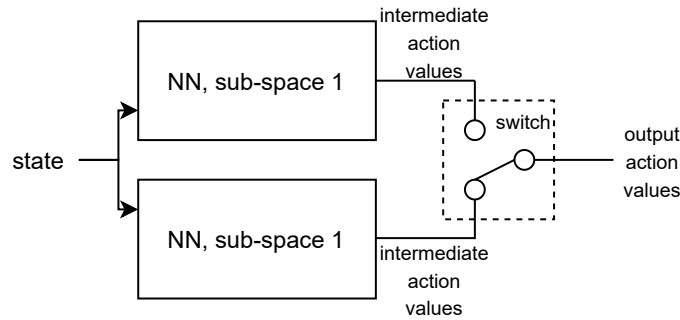 intermediate
action
values
NN, sub-space 1
switch
state
output
action
values
NN, sub-space 1
intermediate
action
values